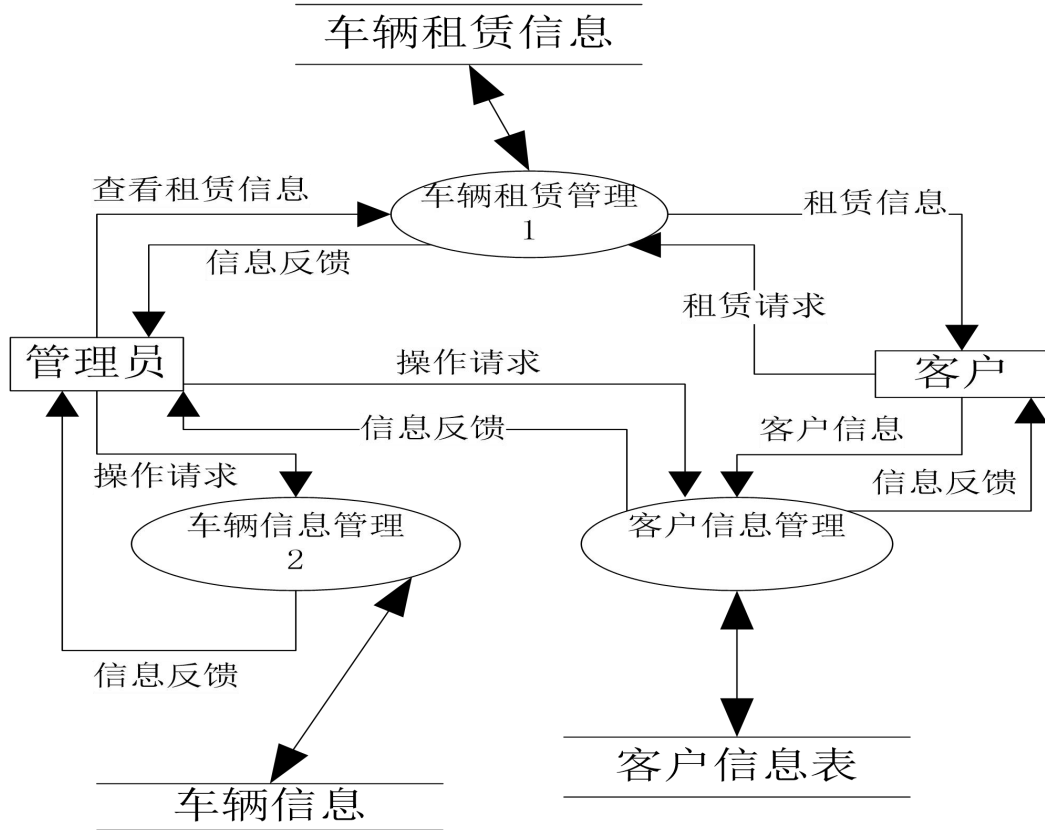 车辆租赁信息
查看租赁信息
车辆租赁管理
1
租赁信息
信息反馈
租赁请求
管理员
操作请求
客户
信息反馈
客户信息
操作请求
信息反馈
车辆信息管理
2
客户信息管理
信息反馈
客户信息表
车辆信息